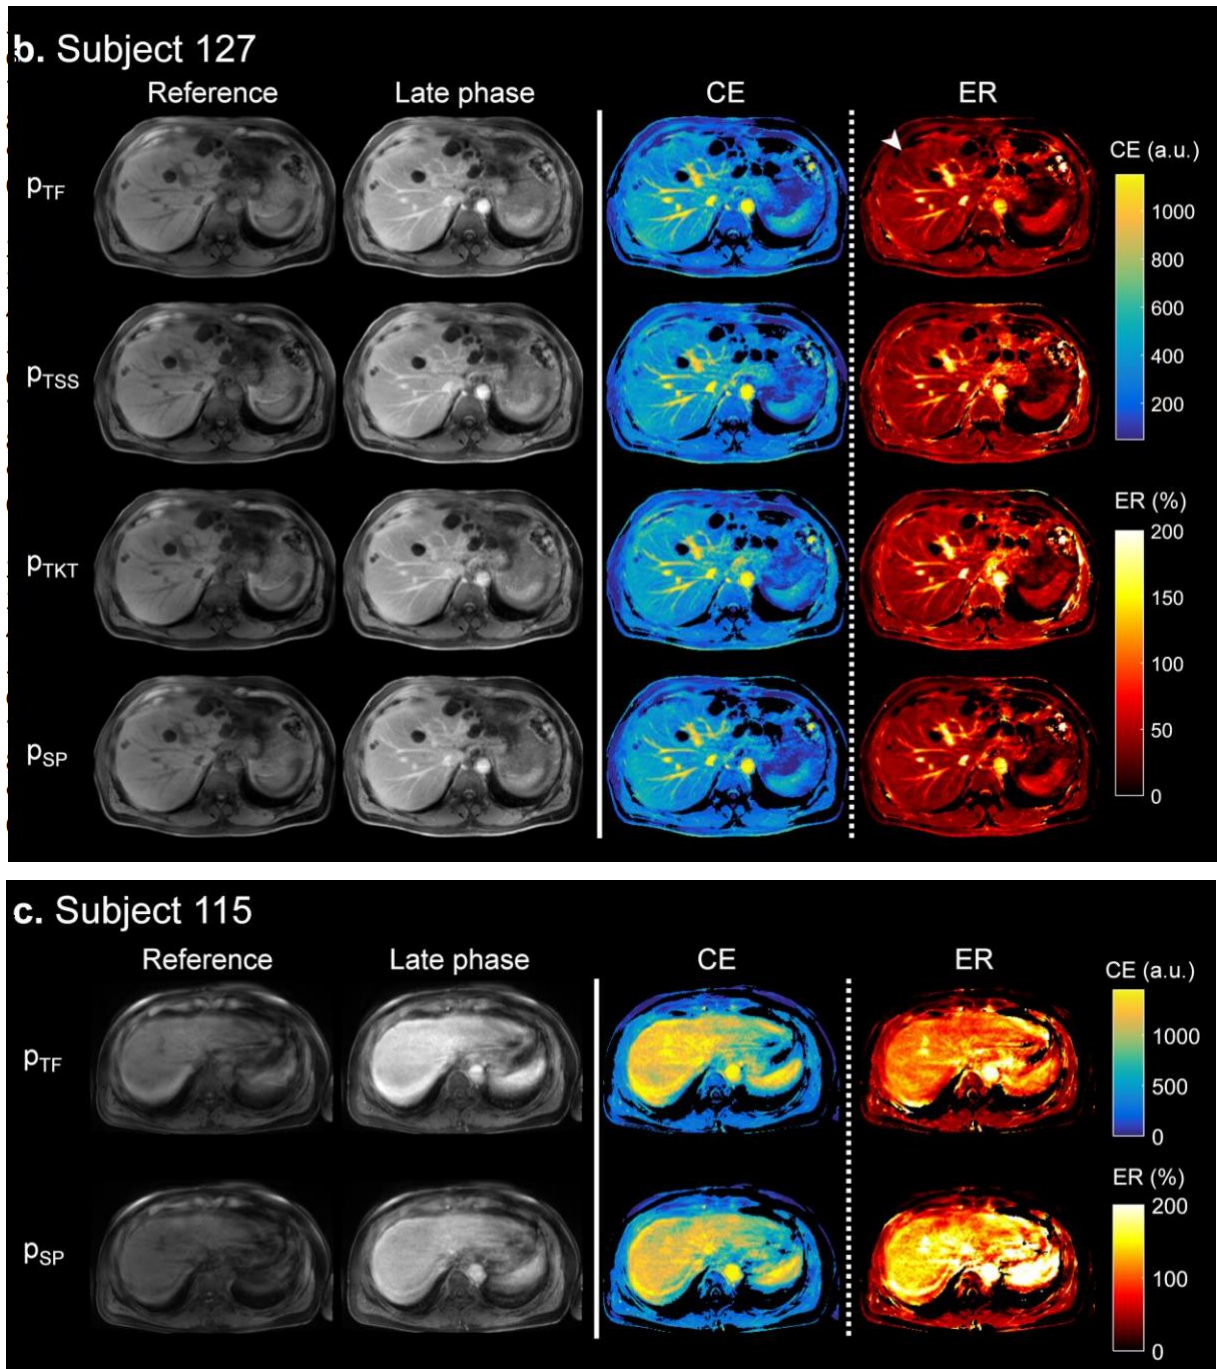 b. Subject 127
Reference Late phase CE ER
CE (a.u.)
pTF
1000
800
600
pTSS
400
200
ER (%)
200
pTKT
150
100
50
pSP
0
c. Subject 115
Reference Late phase CE ER
CE (a.u.)
pTF
1000
500
0
ER (%)
200
pSP
100
0